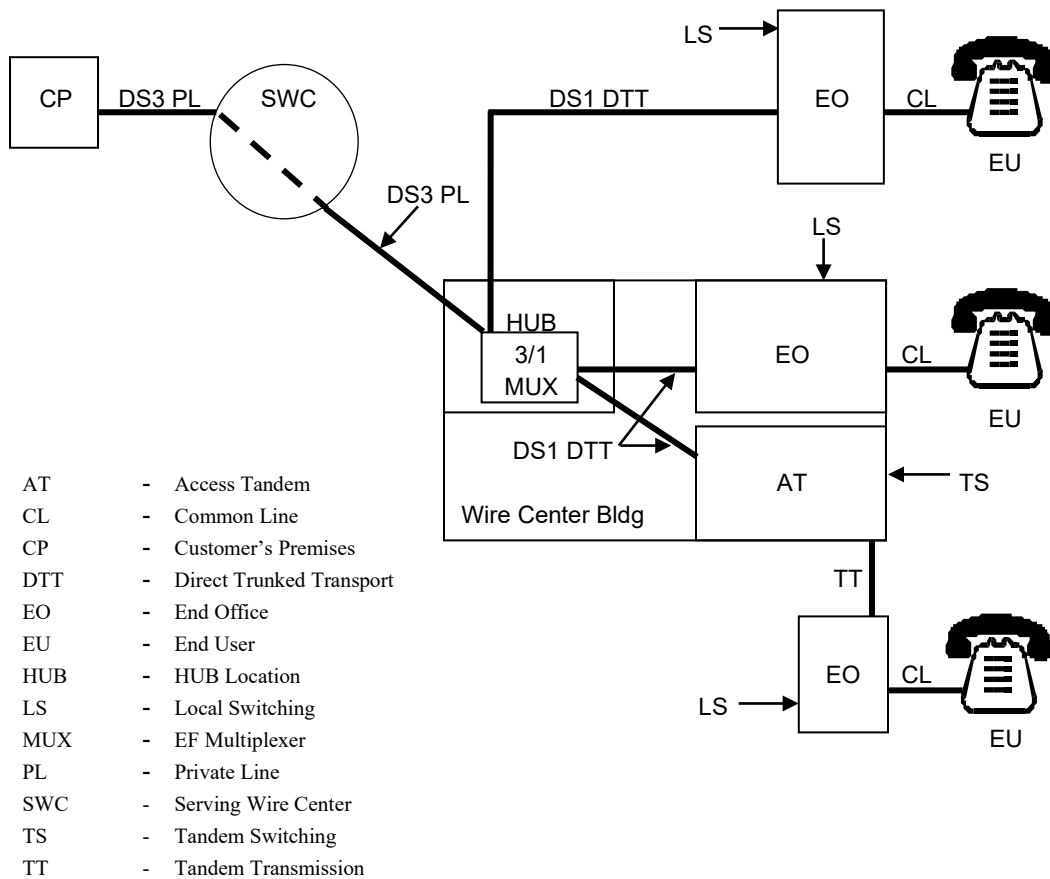 LS
CP
DS3 PL
SWC
DS1 DTT
EO
CL
EU
DS3 PL
LS
HUB
3/1
MUX
EO
CL
EU
DS1 DTT
AT
TS
Wire Center Bldg
TT
EO
CL
LS
EU
AT - Access Tandem
CL - Common Line
CP - Customer's Premises
DTT - Direct Trunked Transport
EO - End Office
EU - End User
HUB - HUB Location
LS - Local Switching
MUX - EF Multiplexer
PL - Private Line
SWC - Serving Wire Center
TS - Tandem Switching
TT - Tandem Transmission